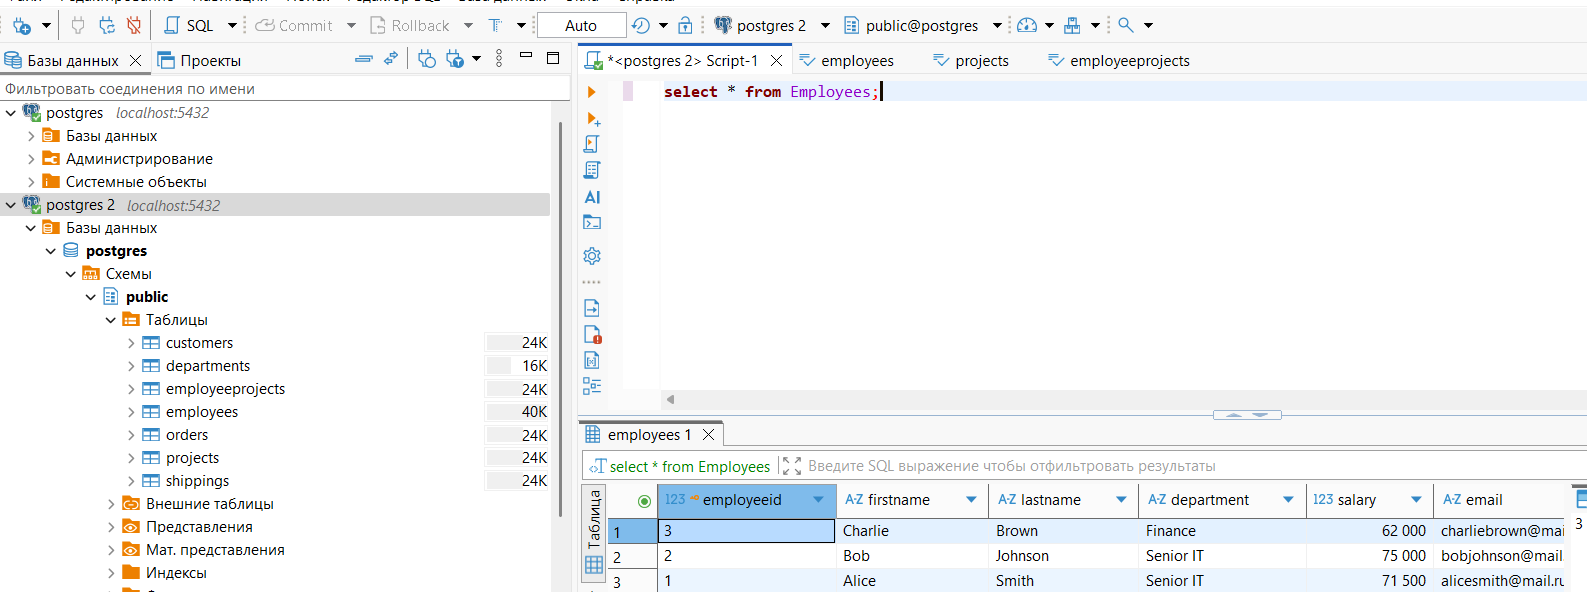 SQL Commit Rollback T Auto postgres 2 public@postgres
Базы данных Проекты
Фильтровать соединения по имени
postgres localhost:5432
Базы данных
Администрирование
Системные объекты
postgres 2 localhost:5432
Базы данных
postgres
Схемы
public
Таблицы
customers 24K
departments 16K
employeeprojects 24K
employees 40K
orders 24K
projects 24K
shippings 24K
Внешние таблицы
Представления
Мат. представления
Индексы
*<postgres 2> Script-1 employees projects employeeprojects
select * from Employees;
AI
employees 1
select * from Employees Введите SQL выражение чтобы отфильтровать результаты
Таблица
123 employeeid A-Z firstname A-Z lastname A-Z department 123 salary A-Z email
1 3 Charlie Brown Finance 62 000 charliebrown@mai
2 2 Bob Johnson Senior IT 75 000 bobjohnson@mail.
3 1 Alice Smith Senior IT 71 500 alicesmith@mail.ru
3